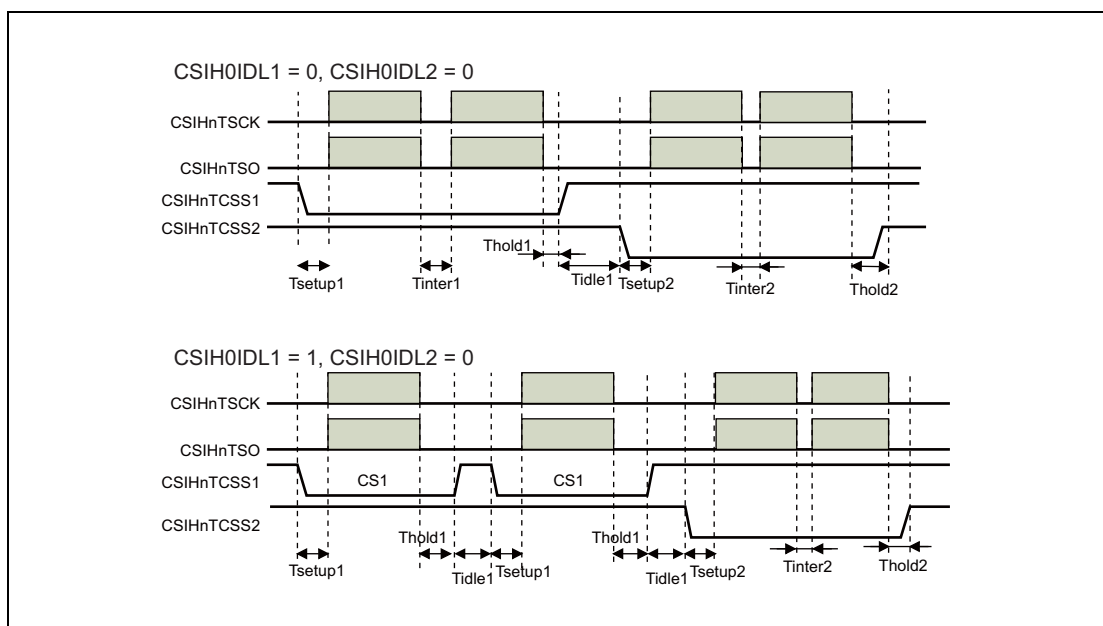 CSIH0IDL1 = 0, CSIH0IDL2 = 0
CSIHnTSCK
CSIHnTSO
CSIHnTCSS1
CSIHnTCSS2
Thold1
Tsetup1
Tinter1
Tidle1
Tsetup2
Tinter2
Thold2
CSIH0IDL1 = 1, CSIH0IDL2 = 0
CSIHnTSCK
CSIHnTSO
CSIHnTCSS1
CS1
CS1
CSIHnTCSS2
Thold1
Thold1
Tsetup1
Tidle1
Tsetup1
Tidle1
Tsetup2
Tinter2
Thold2